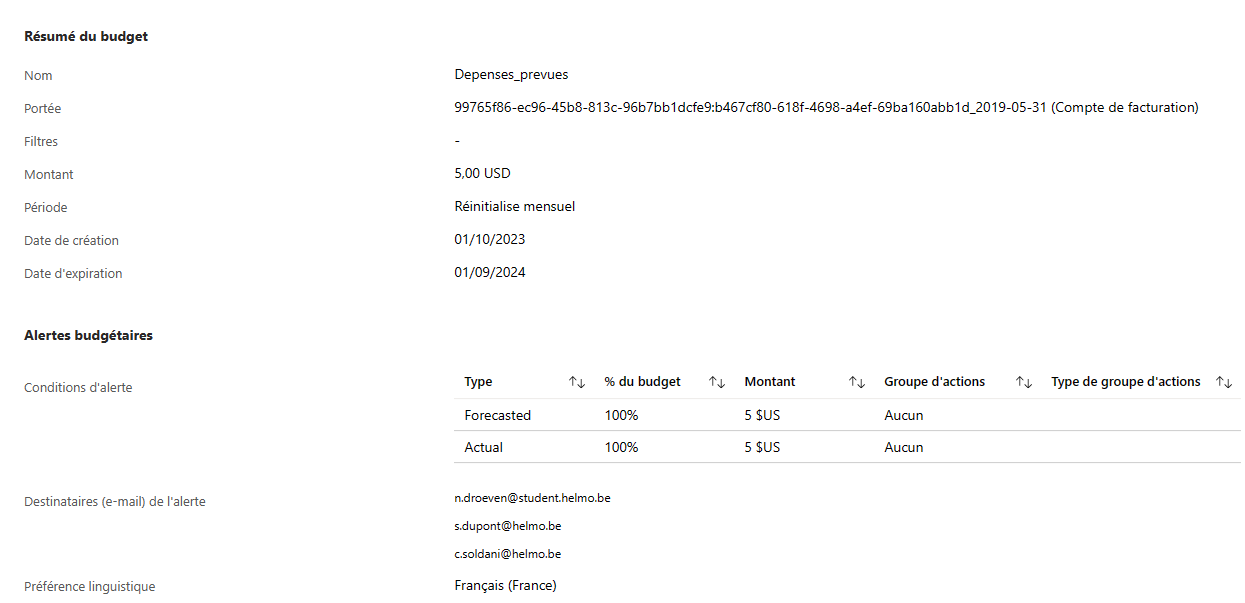 Résumé du budget
Nom Depenses_prevues
Portée 99765f86-ec96-45b8-813c-96b7bb1dcfe9:b467cf80-618f-4698-a4ef-69ba160abb1d_2019-05-31 (Compte de facturation)
Filtres -
Montant 5,00 USD
Période Réinitialise mensuel
Date de création 01/10/2023
Date d'expiration 01/09/2024
Alertes budgétaires
Conditions d'alerte
Type % du budget Montant Groupe d'actions Type de groupe d'actions
Forecasted 100% 5 $US Aucun
Actual 100% 5 $US Aucun
Destinataires (e-mail) de l'alerte n.droeven@student.helmo.be
s.dupont@helmo.be
c.soldani@helmo.be
Préférence linguistique Français (France)